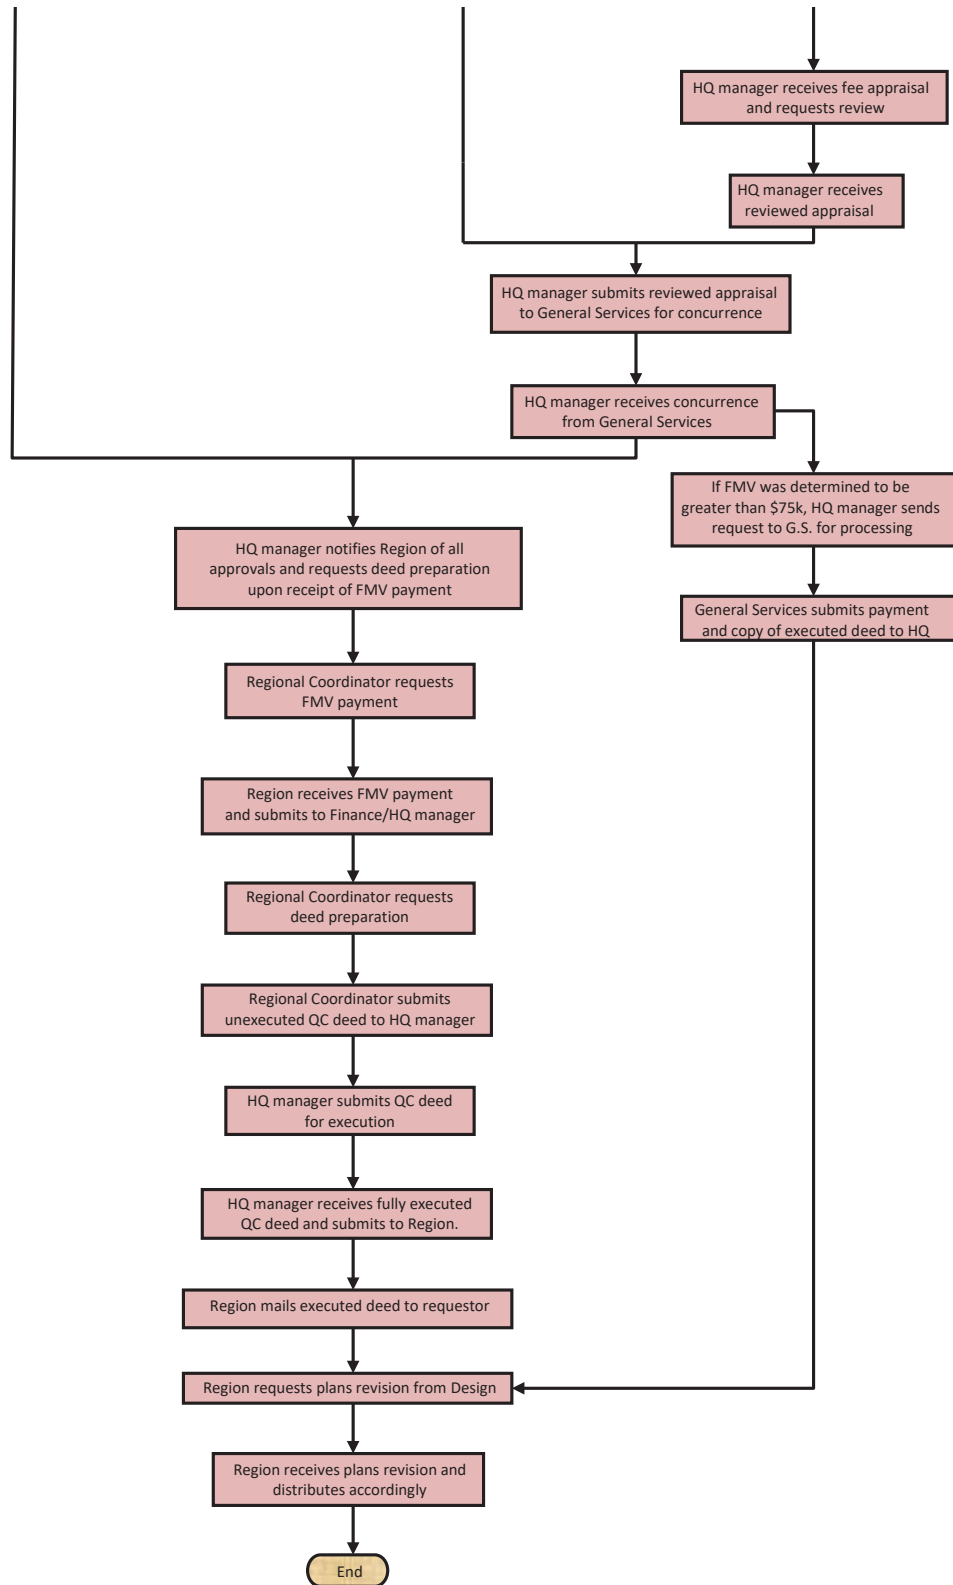 HQ manager receives fee appraisal
and requests review
HQ manager receives
reviewed appraisal
HQ manager submits reviewed appraisal
to General Services for concurrence
HQ manager receives concurrence
from General Services
If FMV was determined to be
greater than $75k, HQ manager sends
request to G.S. for processing
HQ manager notifies Region of all
approvals and requests deed preparation
upon receipt of FMV payment
General Services submits payment
and copy of executed deed to HQ
Regional Coordinator requests
FMV payment
Region receives FMV payment
and submits to Finance/HQ manager
Regional Coordinator requests
deed preparation
Regional Coordinator submits
unexecuted QC deed to HQ manager
HQ manager submits QC deed
for execution
HQ manager receives fully executed
QC deed and submits to Region.
Region mails executed deed to requestor
Region requests plans revision from Design
Region receives plans revision and
distributes accordingly
End